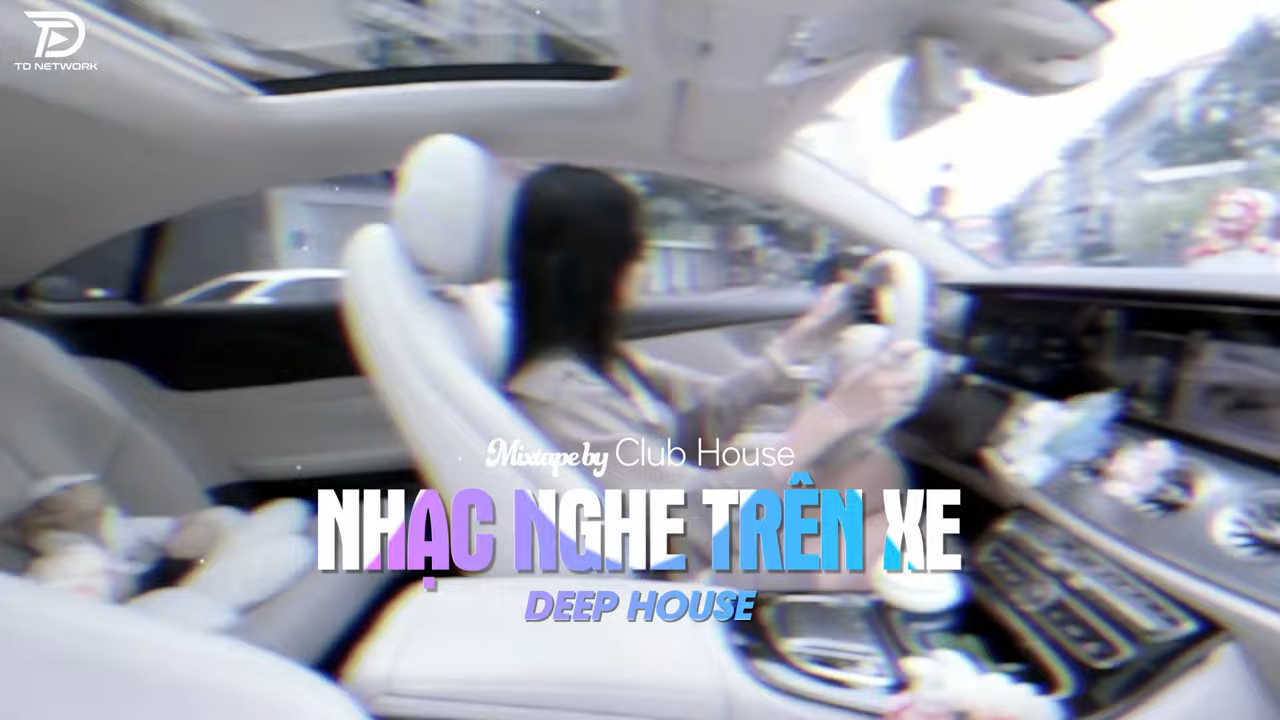 TD NETWORK
Mixtape by Club House
NHẠC NGHE TRÊN XE
DEEP HOUSE